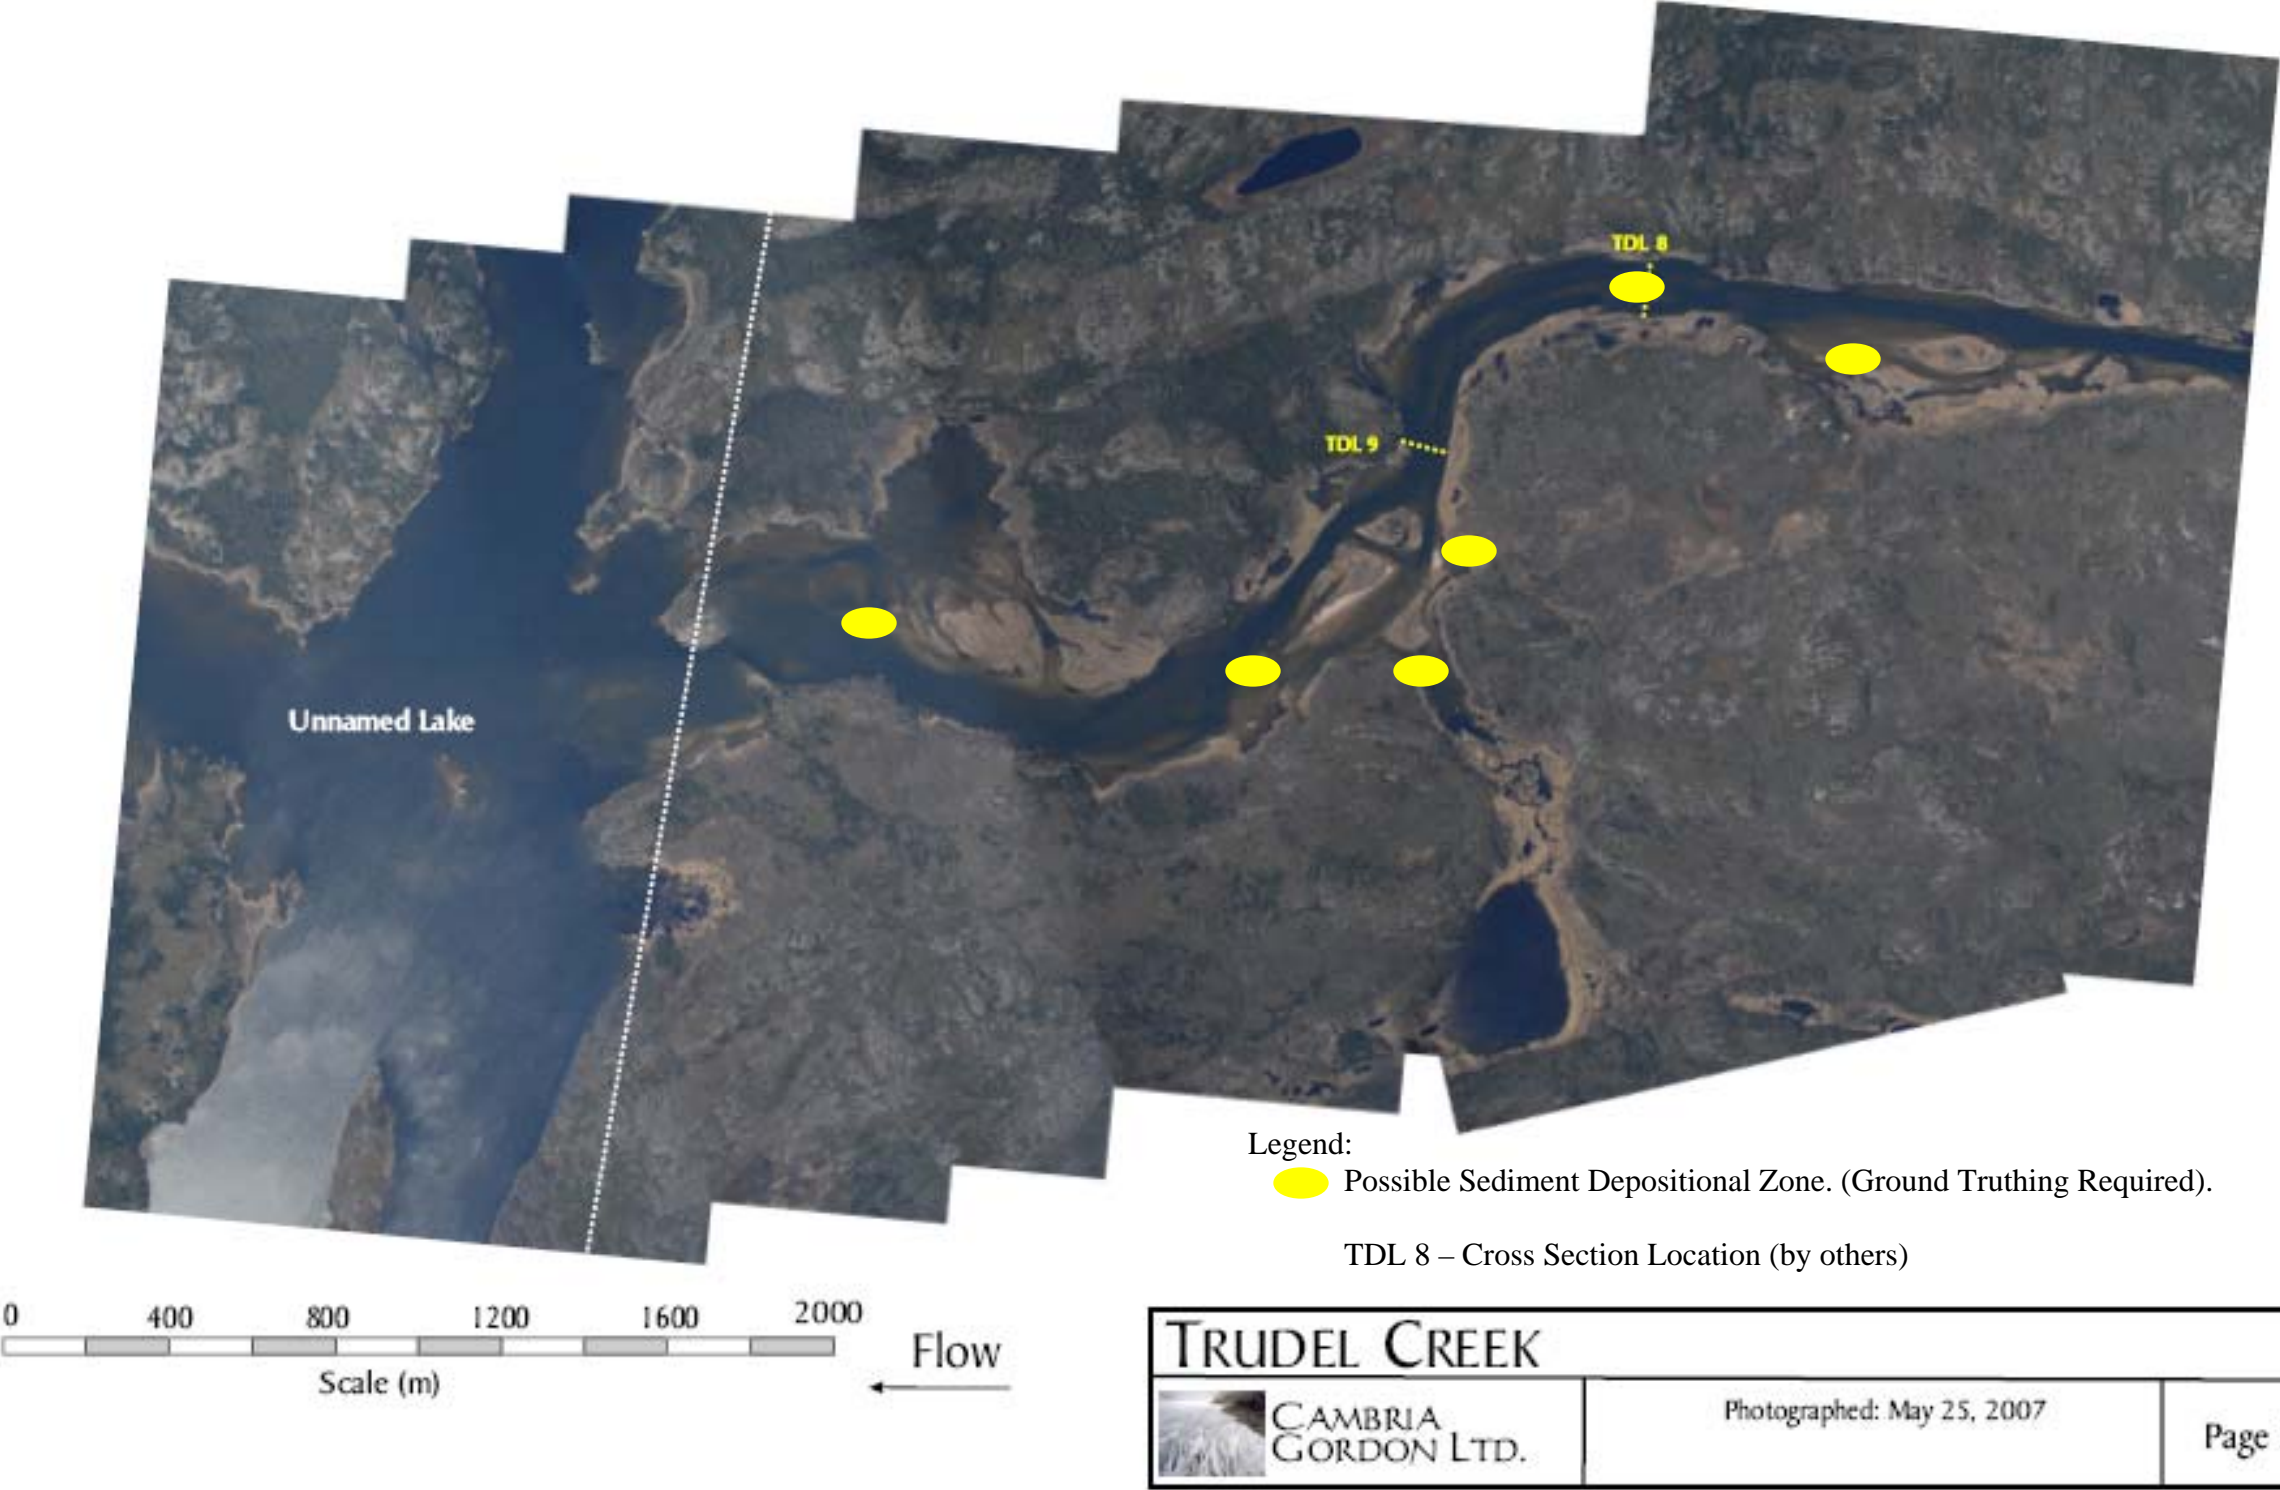 TDL 8
TDL 9
Unnamed Lake
Legend:
Possible Sediment Depositional Zone. (Ground Truthing Required).
TDL 8 – Cross Section Location (by others)
0 400 800 1200 1600 2000
Scale (m)
Flow
TRUDEL CREEK
CAMBRIA
GORDON LTD.
Photographed: May 25, 2007
Page